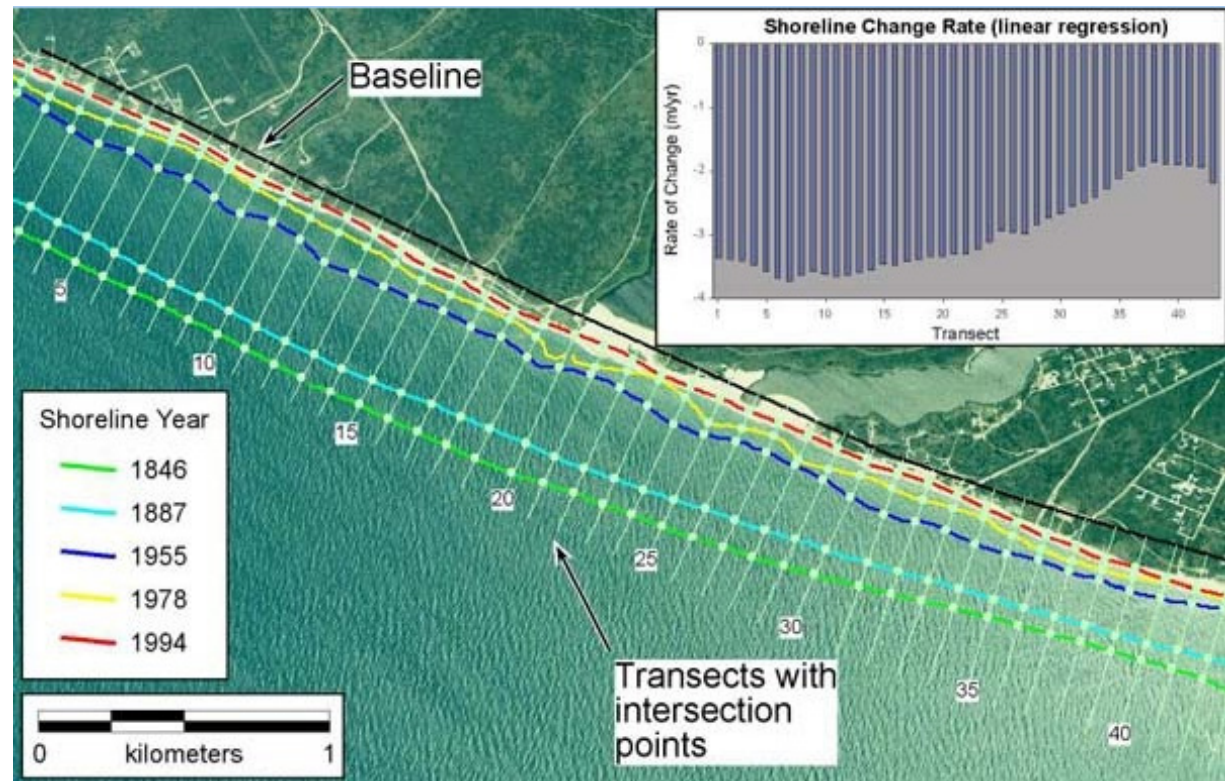 Shoreline Change Rate (linear regression)
0
-1
-2
-3
-4
Rate of Change (m/yr)
1 5 10 15 20 25 30 35 40
Transect
Baseline
5
10
15
20
25
30
35
40
Shoreline Year
1846
1887
1955
1978
1994
0 kilometers 1
Transects with
intersection
points